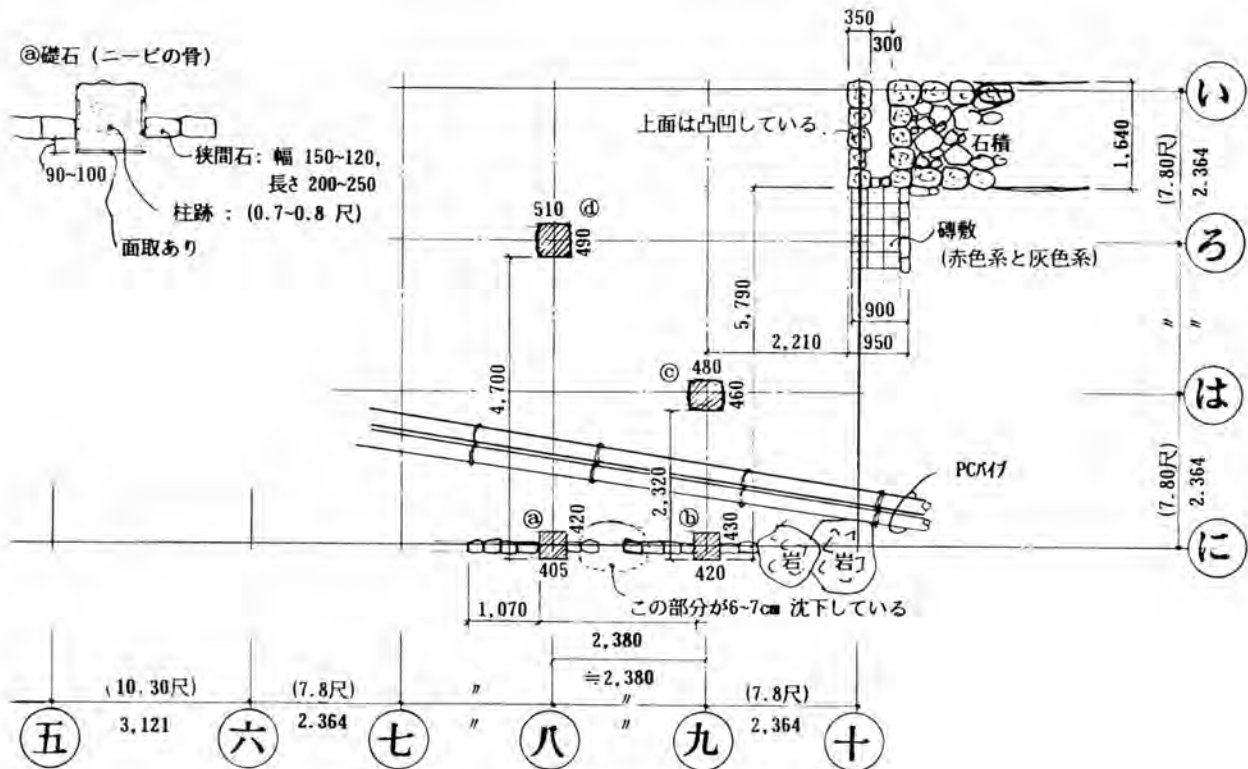 350
300
ⓐ礎石 (ニービの骨)
90~100
狭間石: 幅 150~120,
長さ 200~250
柱跡 : (0.7~0.8 尺)
面取あり
上面は凸凹している
石積
1,640
い
(7.80尺)
2.364
510 ⓓ
490
磚敷
(赤色系と灰色系)
ろ
5,790
900
2,210
950
〃 〃
4,700
ⓒ 480
460
は
2,320
PCパイプ
(7.80尺)
2.364
ⓐ
420
ⓑ
430
405
420
岩
岩
に
この部分が6~7cm 沈下している
1,070
2,380
≒2,380
(10.30尺)
(7.8尺)
〃
〃
(7.8尺)
3,121
2.364
〃
〃
2,364
五
六
七
八
九
十